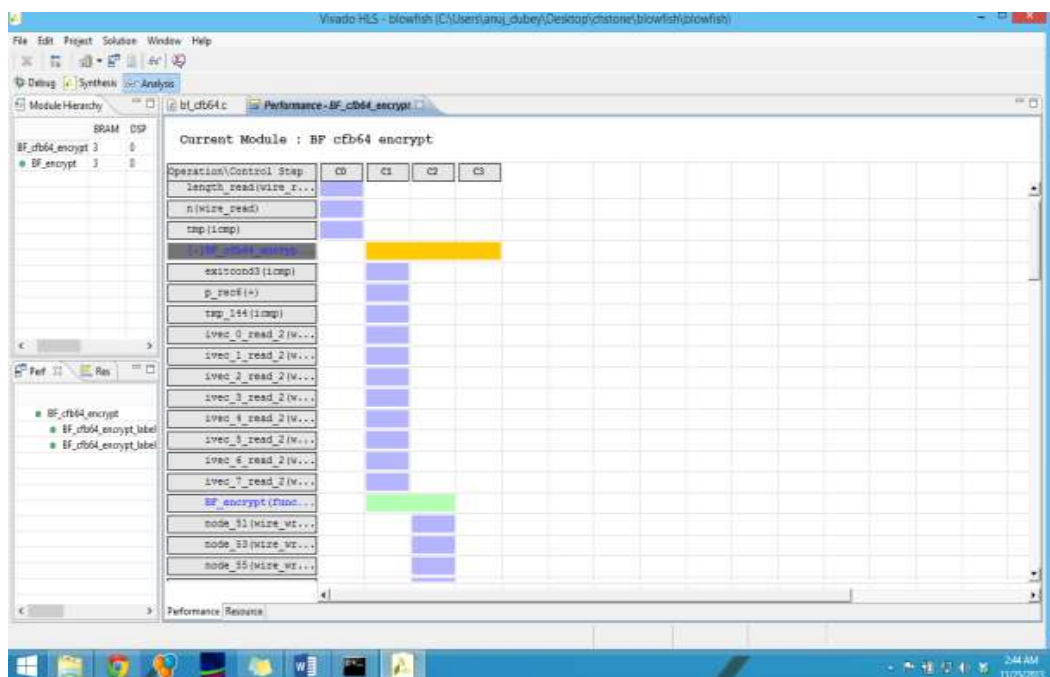 Vivado HLS - blowfish (C:\Users\anuj_dubey\Desktop\chstone\blowfish\blowfish)
File Edit Project Solution Window Help
Debug Synthesis Analysis
Module Hierarchy
BRAM DSP
BF_cfb64_encrypt 3 0
BF_encrypt 3 0
Perf Res
BF_cfb64_encrypt
BF_cfb64_encrypt_label
BF_cfb64_encrypt_label
bf_cfb64.c Performance - BF_cfb64_encrypt
Current Module : BF cfb64 encrypt
Operation\Control Step C0 C1 C2 C3
length_read(wire_r...
n(wire_read)
tmp(icmp)
exitcond3(icmp)
p_rec6(+)
tmp_144(icmp)
ivec_0_read_2(w...
ivec_1_read_2(w...
ivec_2_read_2(w...
ivec_3_read_2(w...
ivec_4_read_2(w...
ivec_5_read_2(w...
ivec_6_read_2(w...
ivec_7_read_2(w...
BF_encrypt(func...
node_51(wire_wr...
node_53(wire_wr...
node_55(wire_wr...
Performance Resource
2:44 AM
11/25/2013